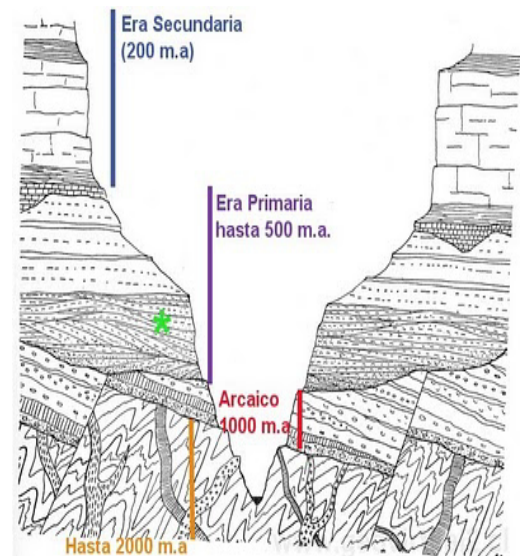 Era Secundaria
(200 m.a)
Era Primaria
hasta 500 m.a.
Arcaico
1000 m.a
Hasta 2000 m.a